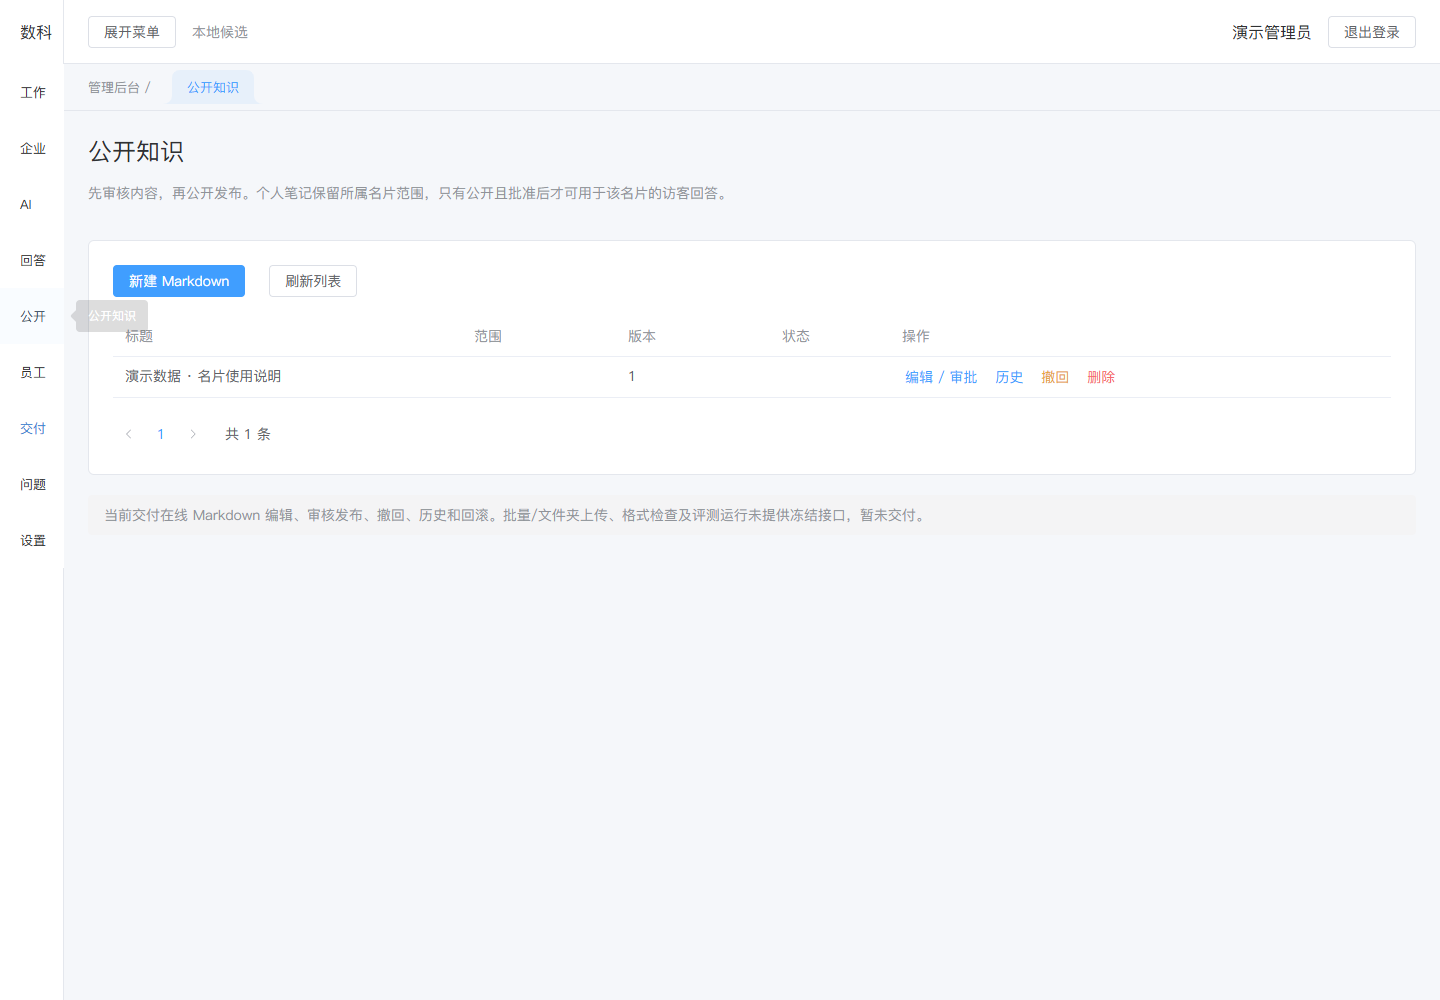 数科
展开菜单 本地候选 演示管理员 退出登录
管理后台 / 公开知识
工作
企业
AI
回答
公开
员工
交付
问题
设置
公开知识
先审核内容，再公开发布。个人笔记保留所属名片范围，只有公开且批准后才可用于该名片的访客回答。
新建 Markdown 刷新列表
公开知识
标题 范围 版本 状态 操作
演示数据 · 名片使用说明 1 编辑 / 审批 历史 撤回 删除
1 共 1 条
当前交付在线 Markdown 编辑、审核发布、撤回、历史和回滚。批量/文件夹上传、格式检查及评测运行未提供冻结接口，暂未交付。